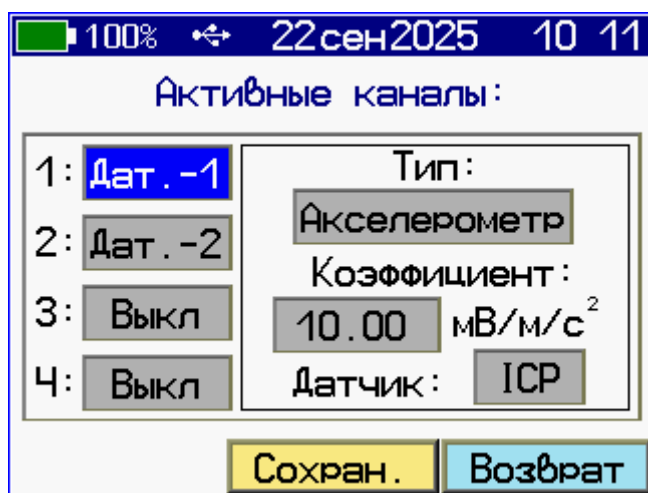 100% 22сен2025 10 11
Активные каналы:
1: Дат.-1
2: Дат.-2
3: Выкл
4: Выкл
Тип:
Акселерометр
Коэффициент:
10.00 мВ/м/с²
Датчик: ICP
Сохран. Возврат